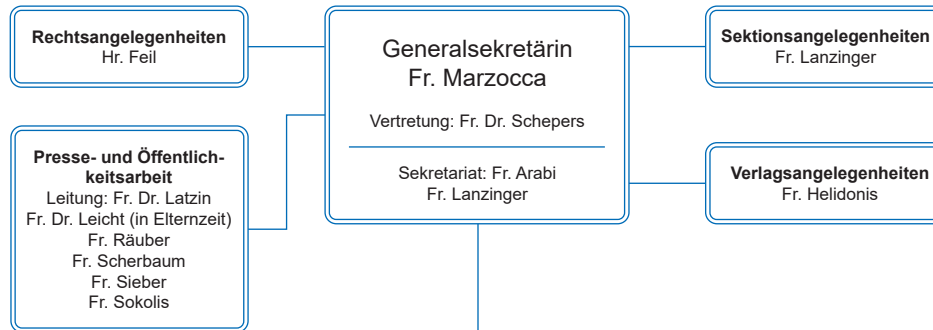 Rechtsangelegenheiten
Hr. Feil
Presse- und Öffentlich-
keitsarbeit
Leitung: Fr. Dr. Latzin
Fr. Dr. Leicht (in Elternzeit)
Fr. Räuber
Fr. Scherbaum
Fr. Sieber
Fr. Sokolis
Generalsekretärin
Fr. Marzocca
Vertretung: Fr. Dr. Schepers
Sekretariat: Fr. Arabi
Fr. Lanzinger
Sektionsangelegenheiten
Fr. Lanzinger
Verlagsangelegenheiten
Fr. Helidonis